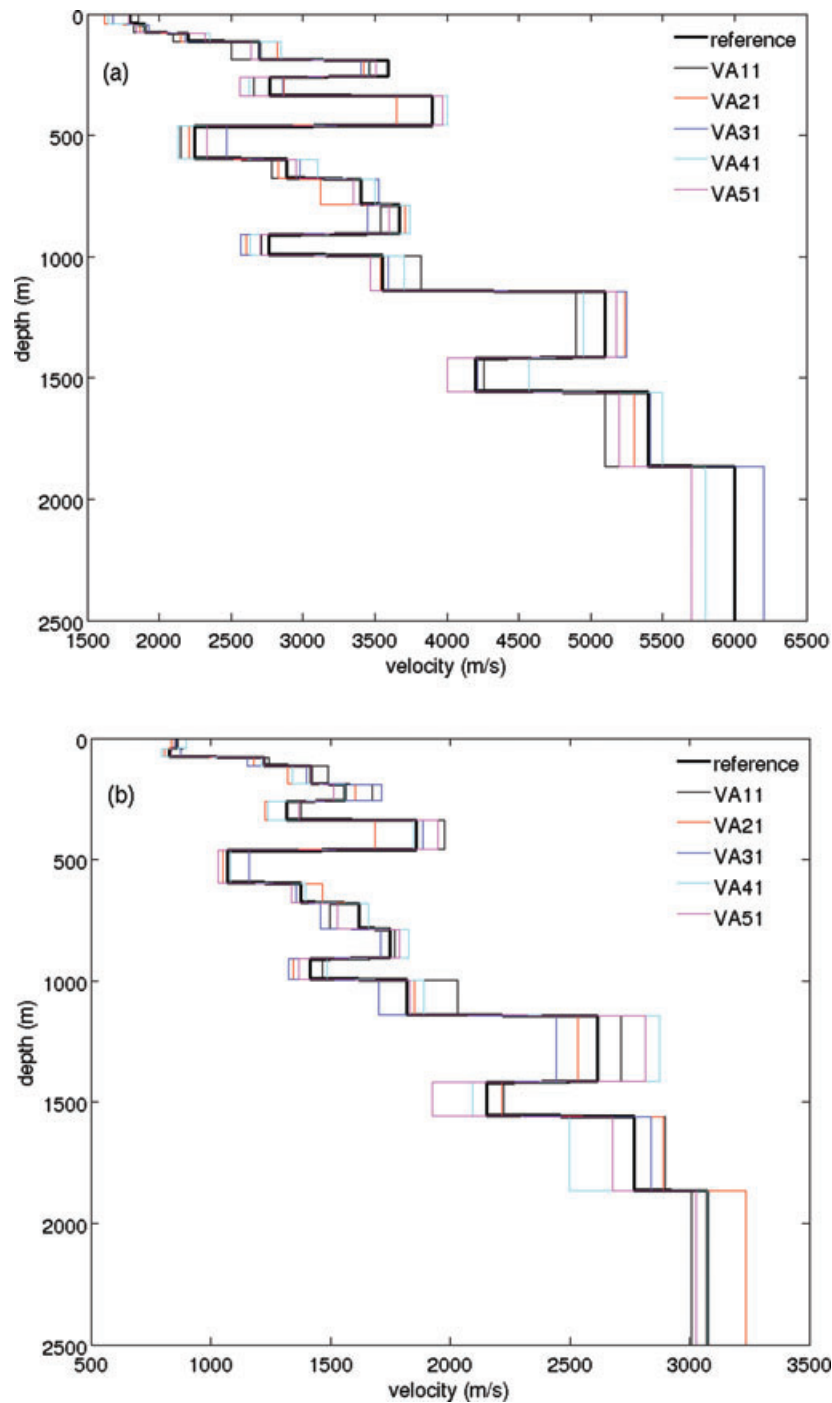 0
500
1000
1500
2000
2500
depth (m)
(a)
reference
VA11
VA21
VA31
VA41
VA51
1500 2000 2500 3000 3500 4000 4500 5000 5500 6000 6500
velocity (m/s)
0
500
1000
1500
2000
2500
depth (m)
(b)
reference
VA11
VA21
VA31
VA41
VA51
500 1000 1500 2000 2500 3000 3500
velocity (m/s)